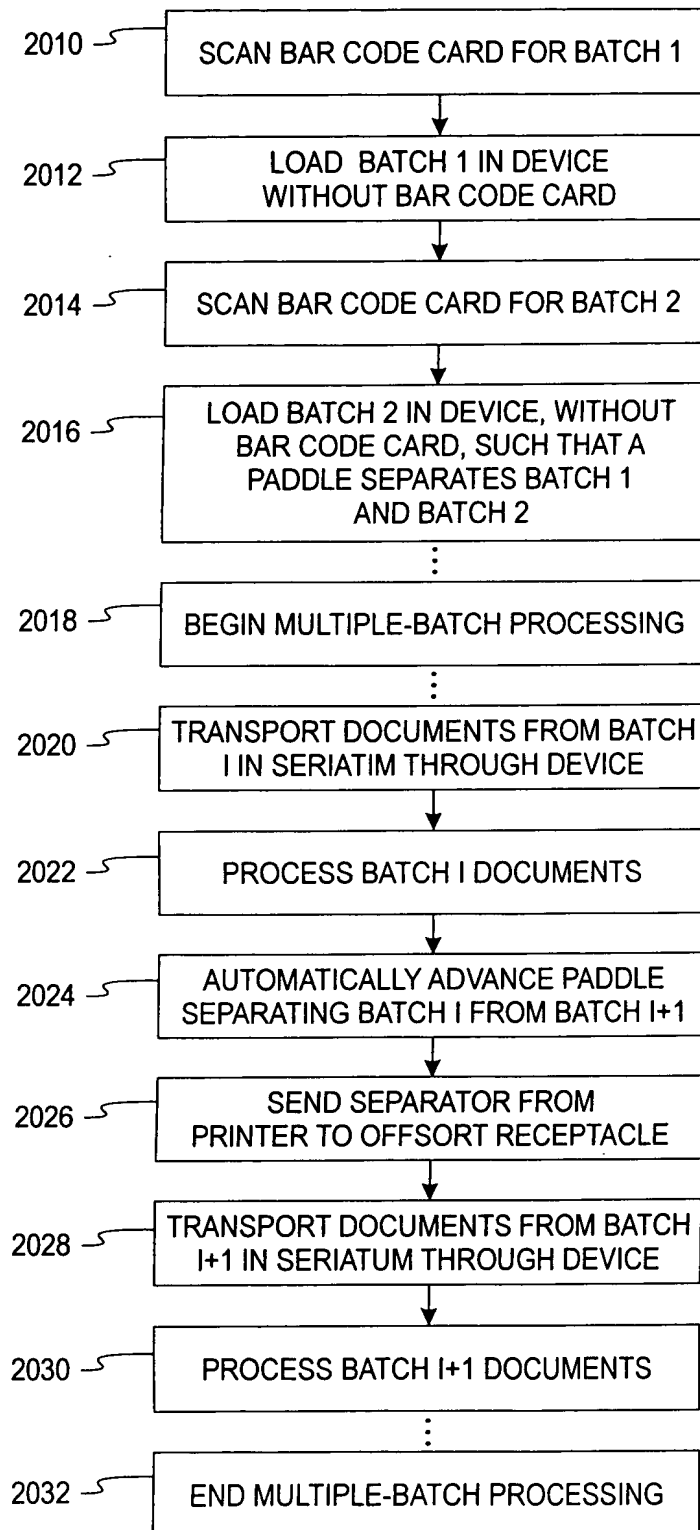 2010
SCAN BAR CODE CARD FOR BATCH 1
2012
LOAD BATCH 1 IN DEVICE
WITHOUT BAR CODE CARD
2014
SCAN BAR CODE CARD FOR BATCH 2
2016
LOAD BATCH 2 IN DEVICE, WITHOUT
BAR CODE CARD, SUCH THAT A
PADDLE SEPARATES BATCH 1
AND BATCH 2
2018
BEGIN MULTIPLE-BATCH PROCESSING
2020
TRANSPORT DOCUMENTS FROM BATCH
I IN SERIATIM THROUGH DEVICE
2022
PROCESS BATCH I DOCUMENTS
2024
AUTOMATICALLY ADVANCE PADDLE
SEPARATING BATCH I FROM BATCH I+1
2026
SEND SEPARATOR FROM
PRINTER TO OFFSORT RECEPTACLE
2028
TRANSPORT DOCUMENTS FROM BATCH
I+1 IN SERIATUM THROUGH DEVICE
2030
PROCESS BATCH I+1 DOCUMENTS
2032
END MULTIPLE-BATCH PROCESSING